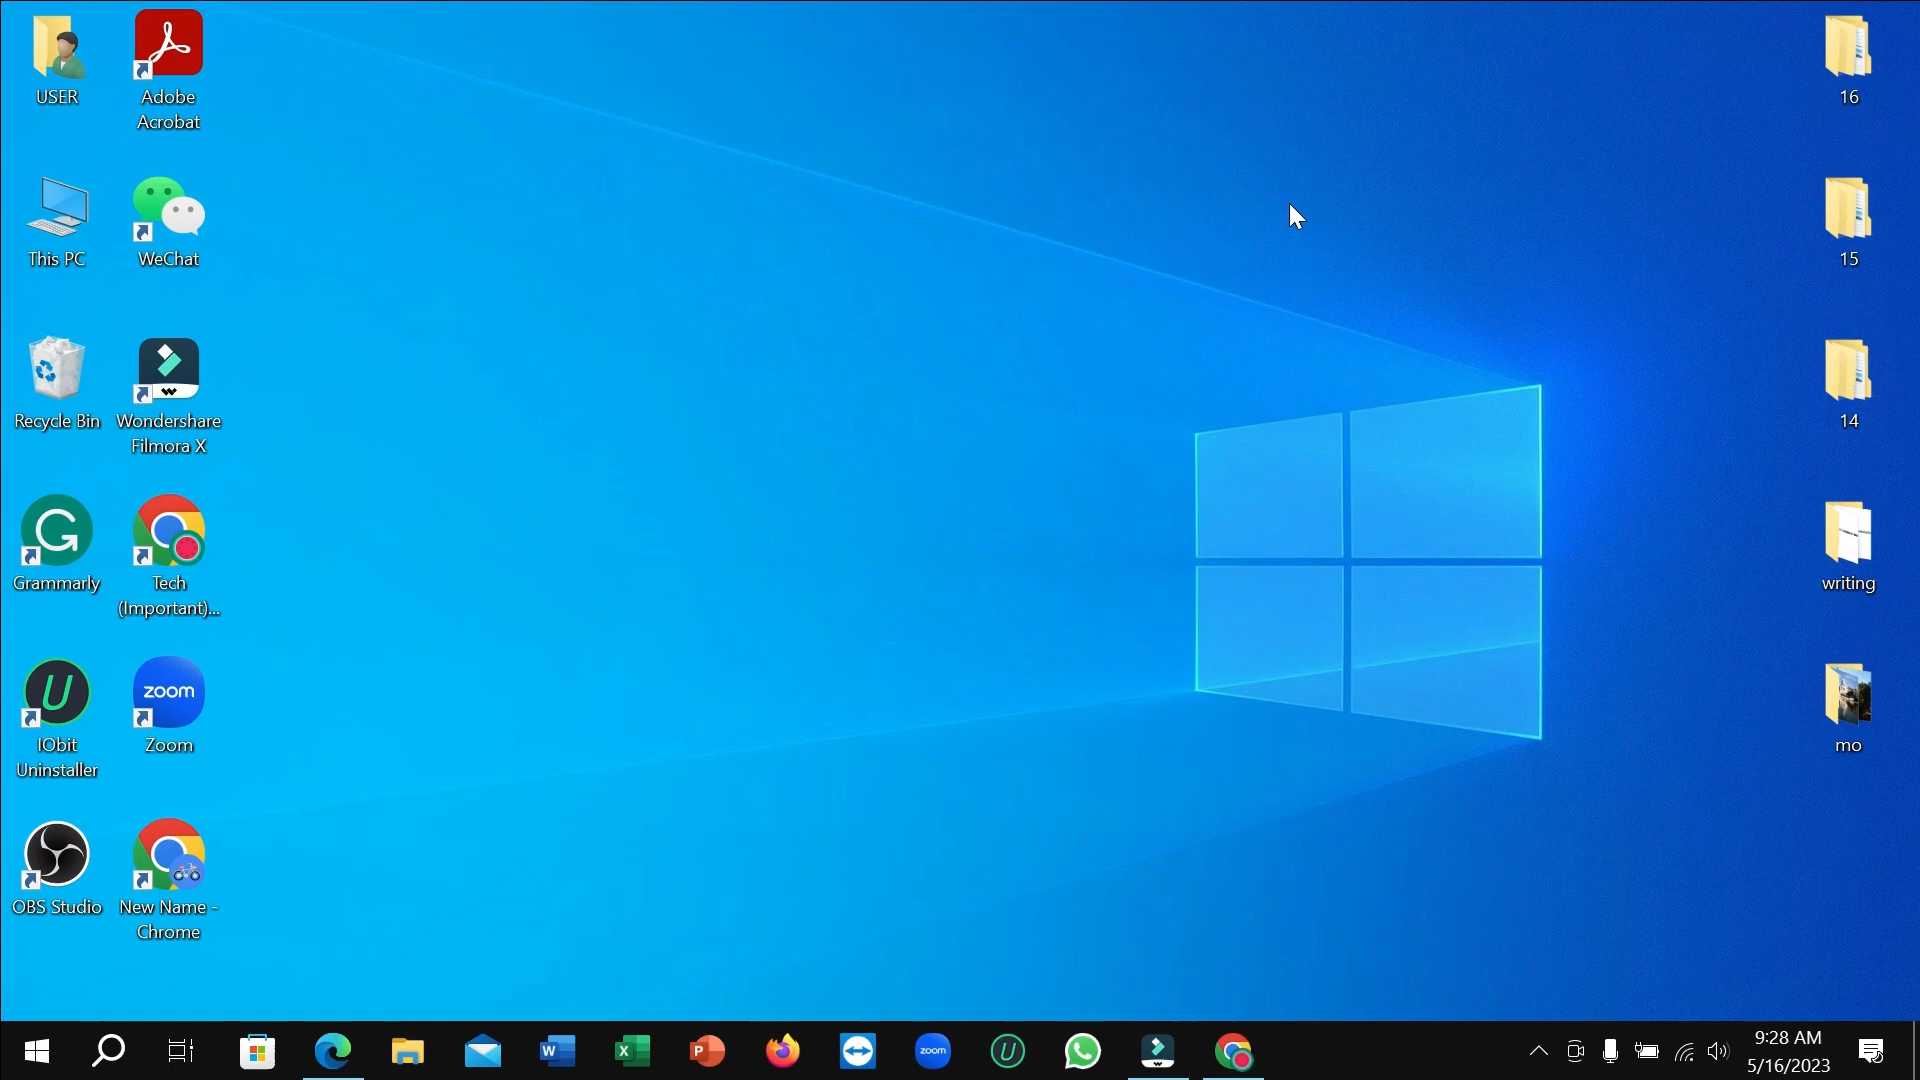 USER
Adobe
Acrobat
16
This PC
WeChat
15
Recycle Bin
Wondershare
Filmora X
14
Grammarly
Tech
(Important)...
writing
IObit
Uninstaller
zoom
Zoom
mo
OBS Studio
New Name -
Chrome
W
X
P
zoom
9:28 AM
5/16/2023